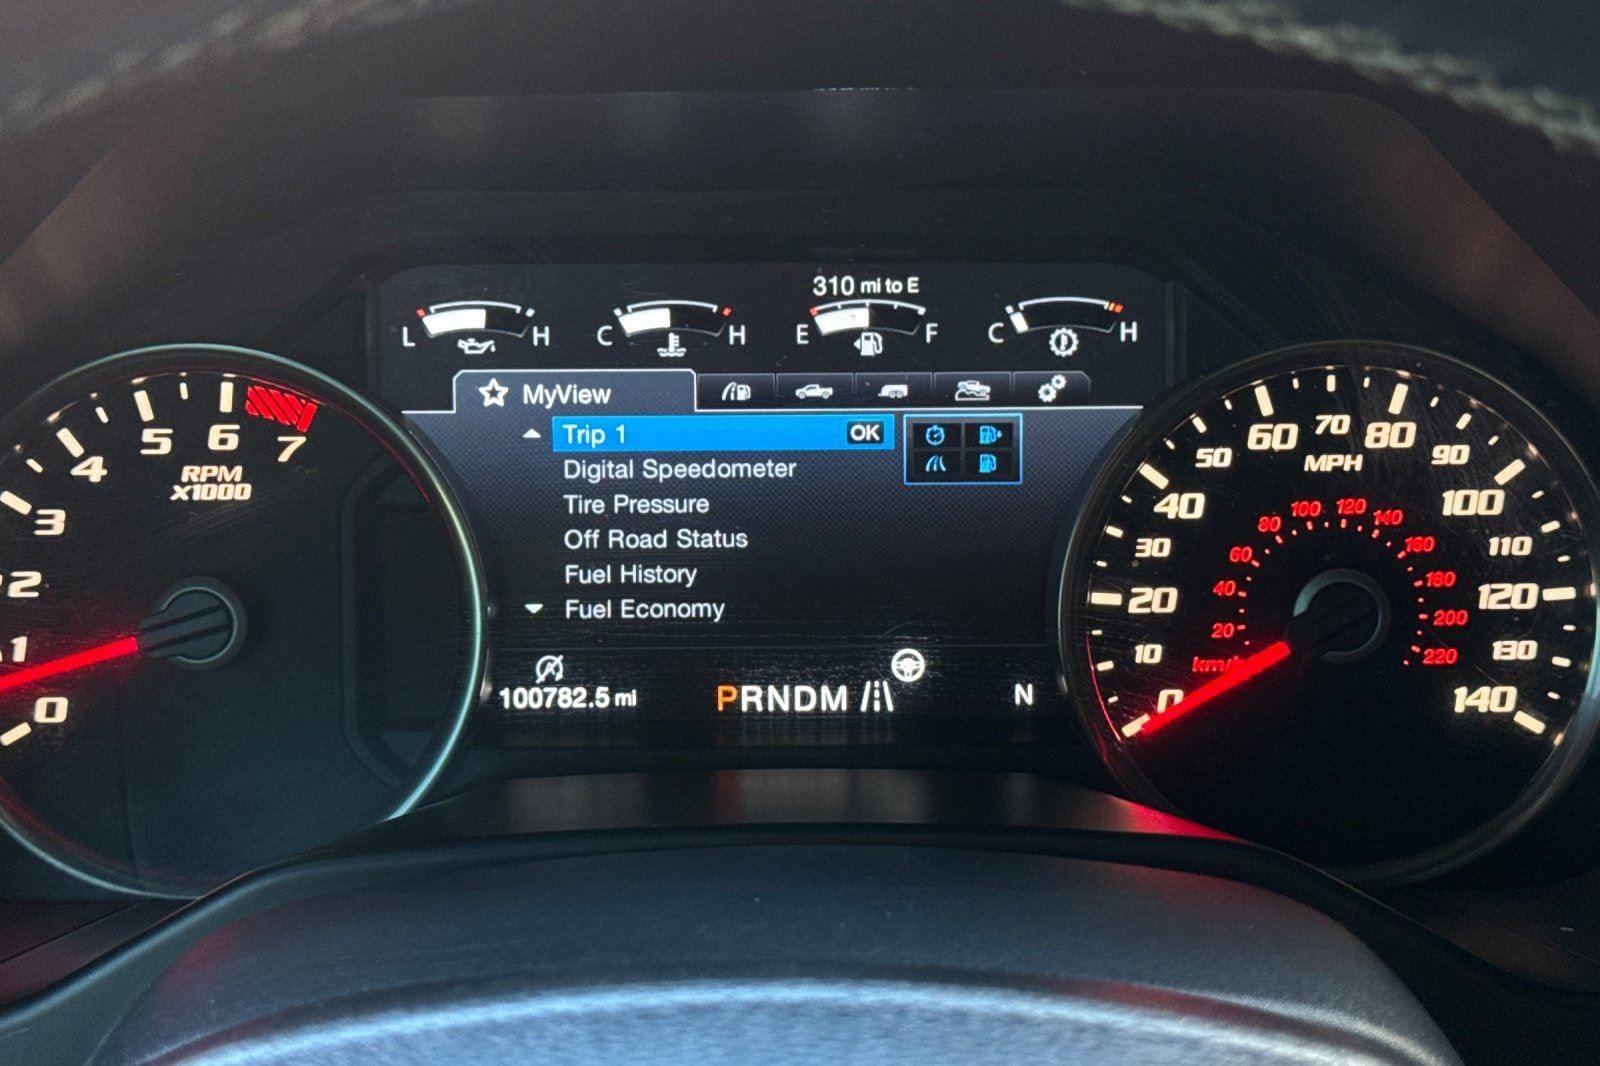 310 mi to E
L H C H E F C H
MyView
Trip 1 OK
Digital Speedometer
Tire Pressure
Off Road Status
Fuel History
Fuel Economy
100782.5 mi PRNDM N
0 1 2 3 4 5 6 7
RPM
X1000
0 10 20 30 40 50 60 70 80 90 100 110 120 130 140
MPH
20 40 60 80 100 120 140 160 180 200 220
km/h